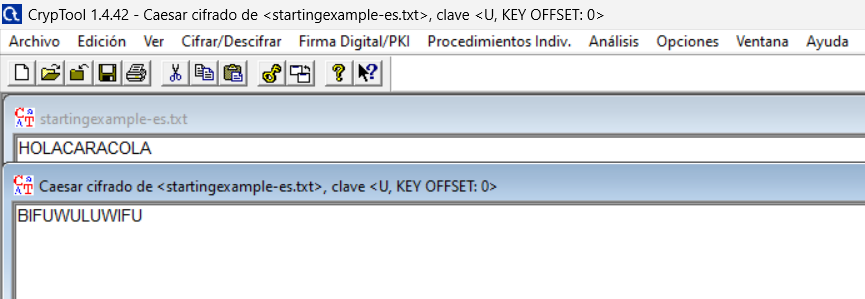 CrypTool 1.4.42 - Caesar cifrado de <startingexample-es.txt>, clave <U, KEY OFFSET: 0>
Archivo Edición Ver Cifrar/Descifrar Firma Digital/PKI Procedimientos Indiv. Análisis Opciones Ventana Ayuda
startingexample-es.txt
HOLACARACOLA
Caesar cifrado de <startingexample-es.txt>, clave <U, KEY OFFSET: 0>
BIFUWULUWIFU